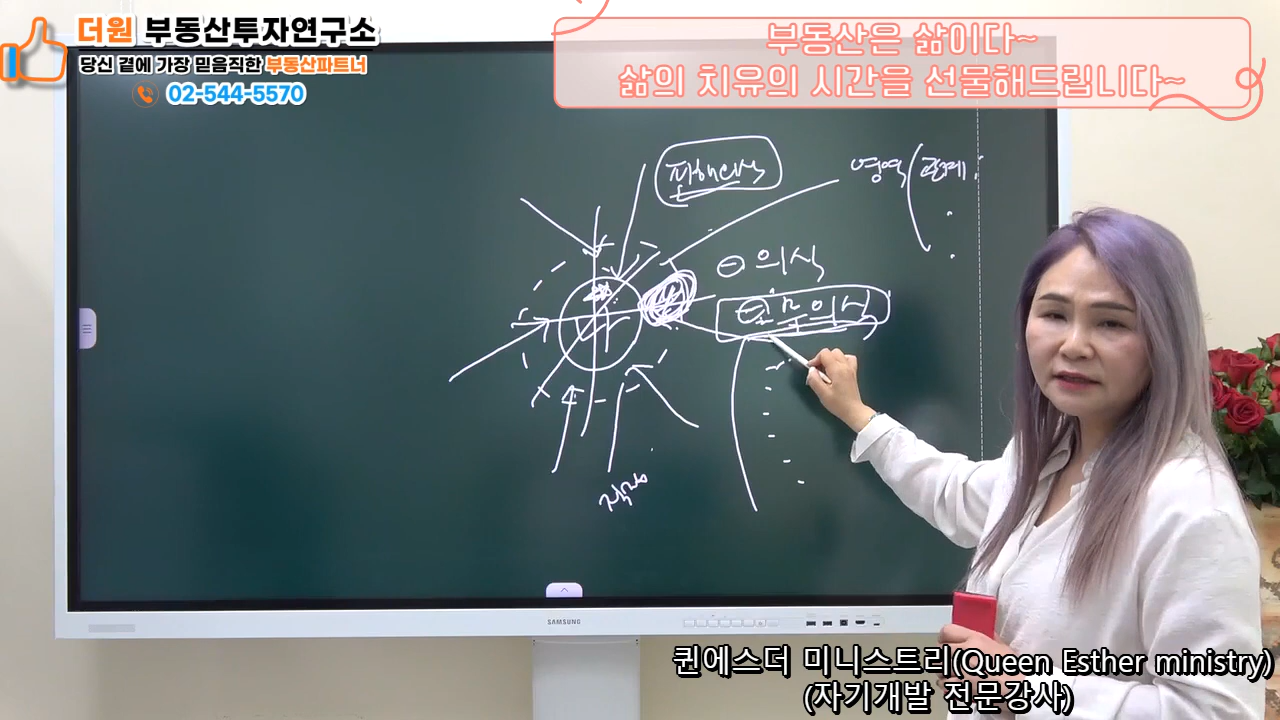 더원 부동산투자연구소
당신 곁에 가장 믿음직한 부동산파트너
02-544-5570
부동산은 삶이다~
삶의 치유의 시간을 선물해드립니다~
영역
관계
의식
무의식
SAMSUNG
퀸에스더 미니스트리(Queen Esther ministry)
(자기개발 전문강사)